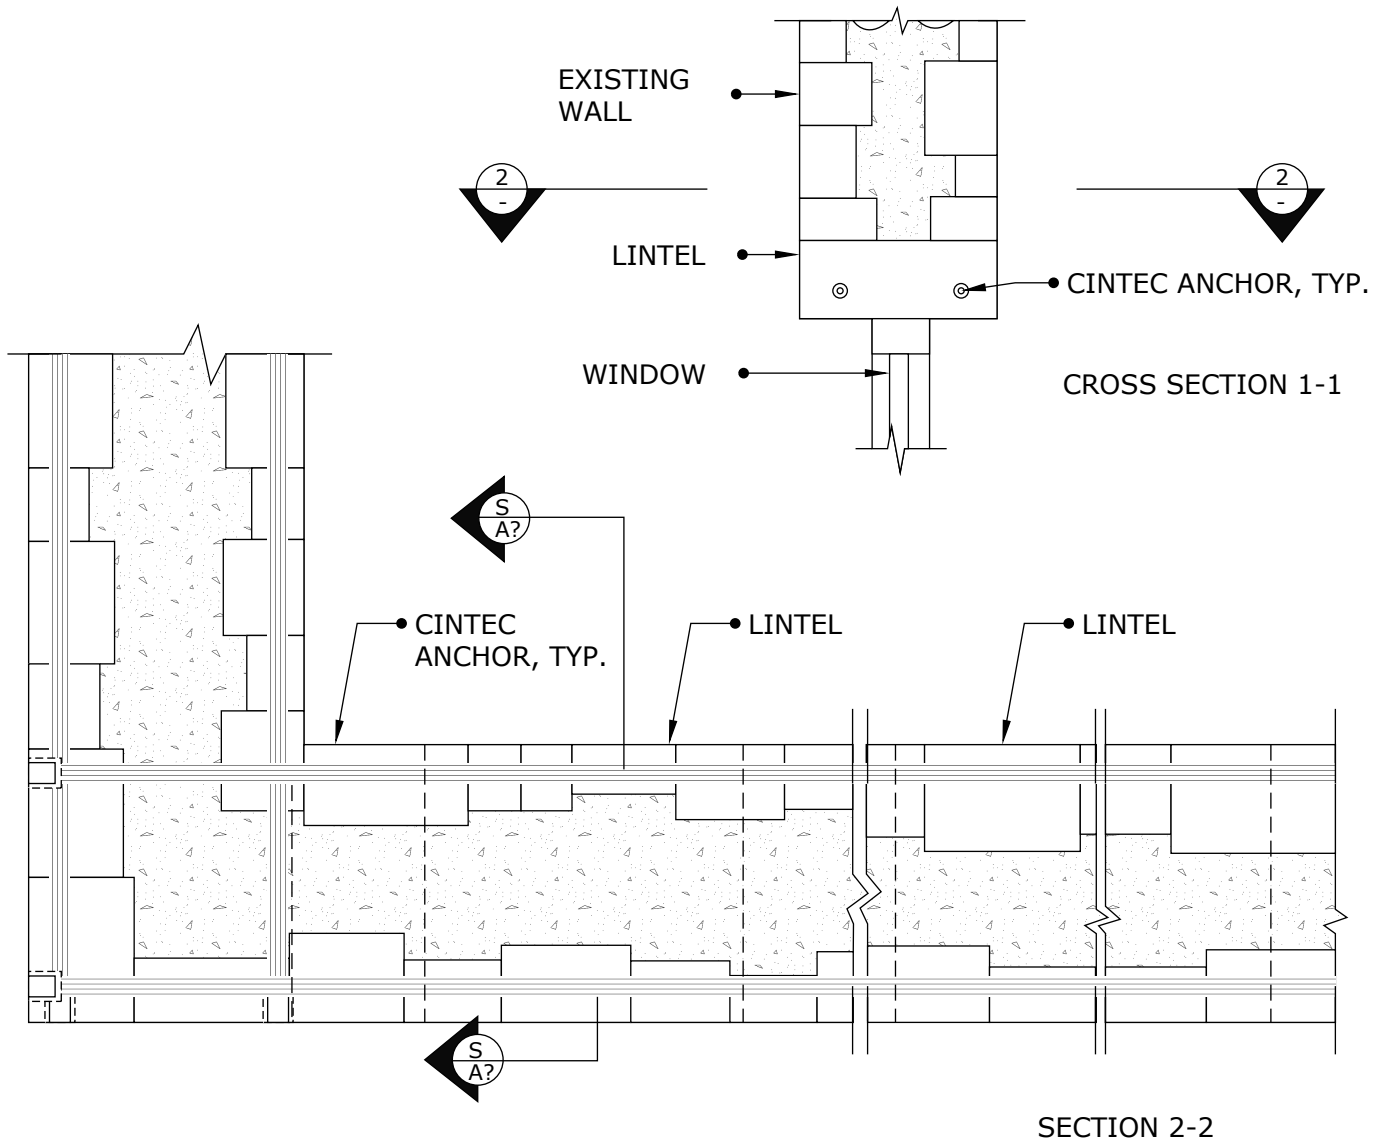 EXISTING
WALL
2
-
2
-
LINTEL
CINTEC ANCHOR, TYP.
WINDOW
CROSS SECTION 1-1
S
A?
CINTEC
ANCHOR, TYP.
LINTEL
LINTEL
S
A?
SECTION 2-2